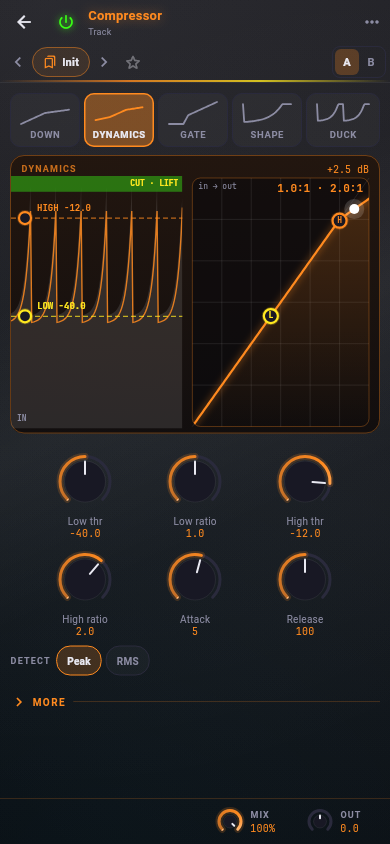 Compressor
Track
Init
A
B
DOWN
DYNAMICS
GATE
SHAPE
DUCK
DYNAMICS
+2.5 dB
CUT · LIFT
in → out
1.0:1 · 2.0:1
HIGH -12.0
H
LOW -40.0
L
IN
Low thr
-40.0
Low ratio
1.0
High thr
-12.0
High ratio
2.0
Attack
5
Release
100
DETECT
Peak
RMS
MORE
MIX
100%
OUT
0.0